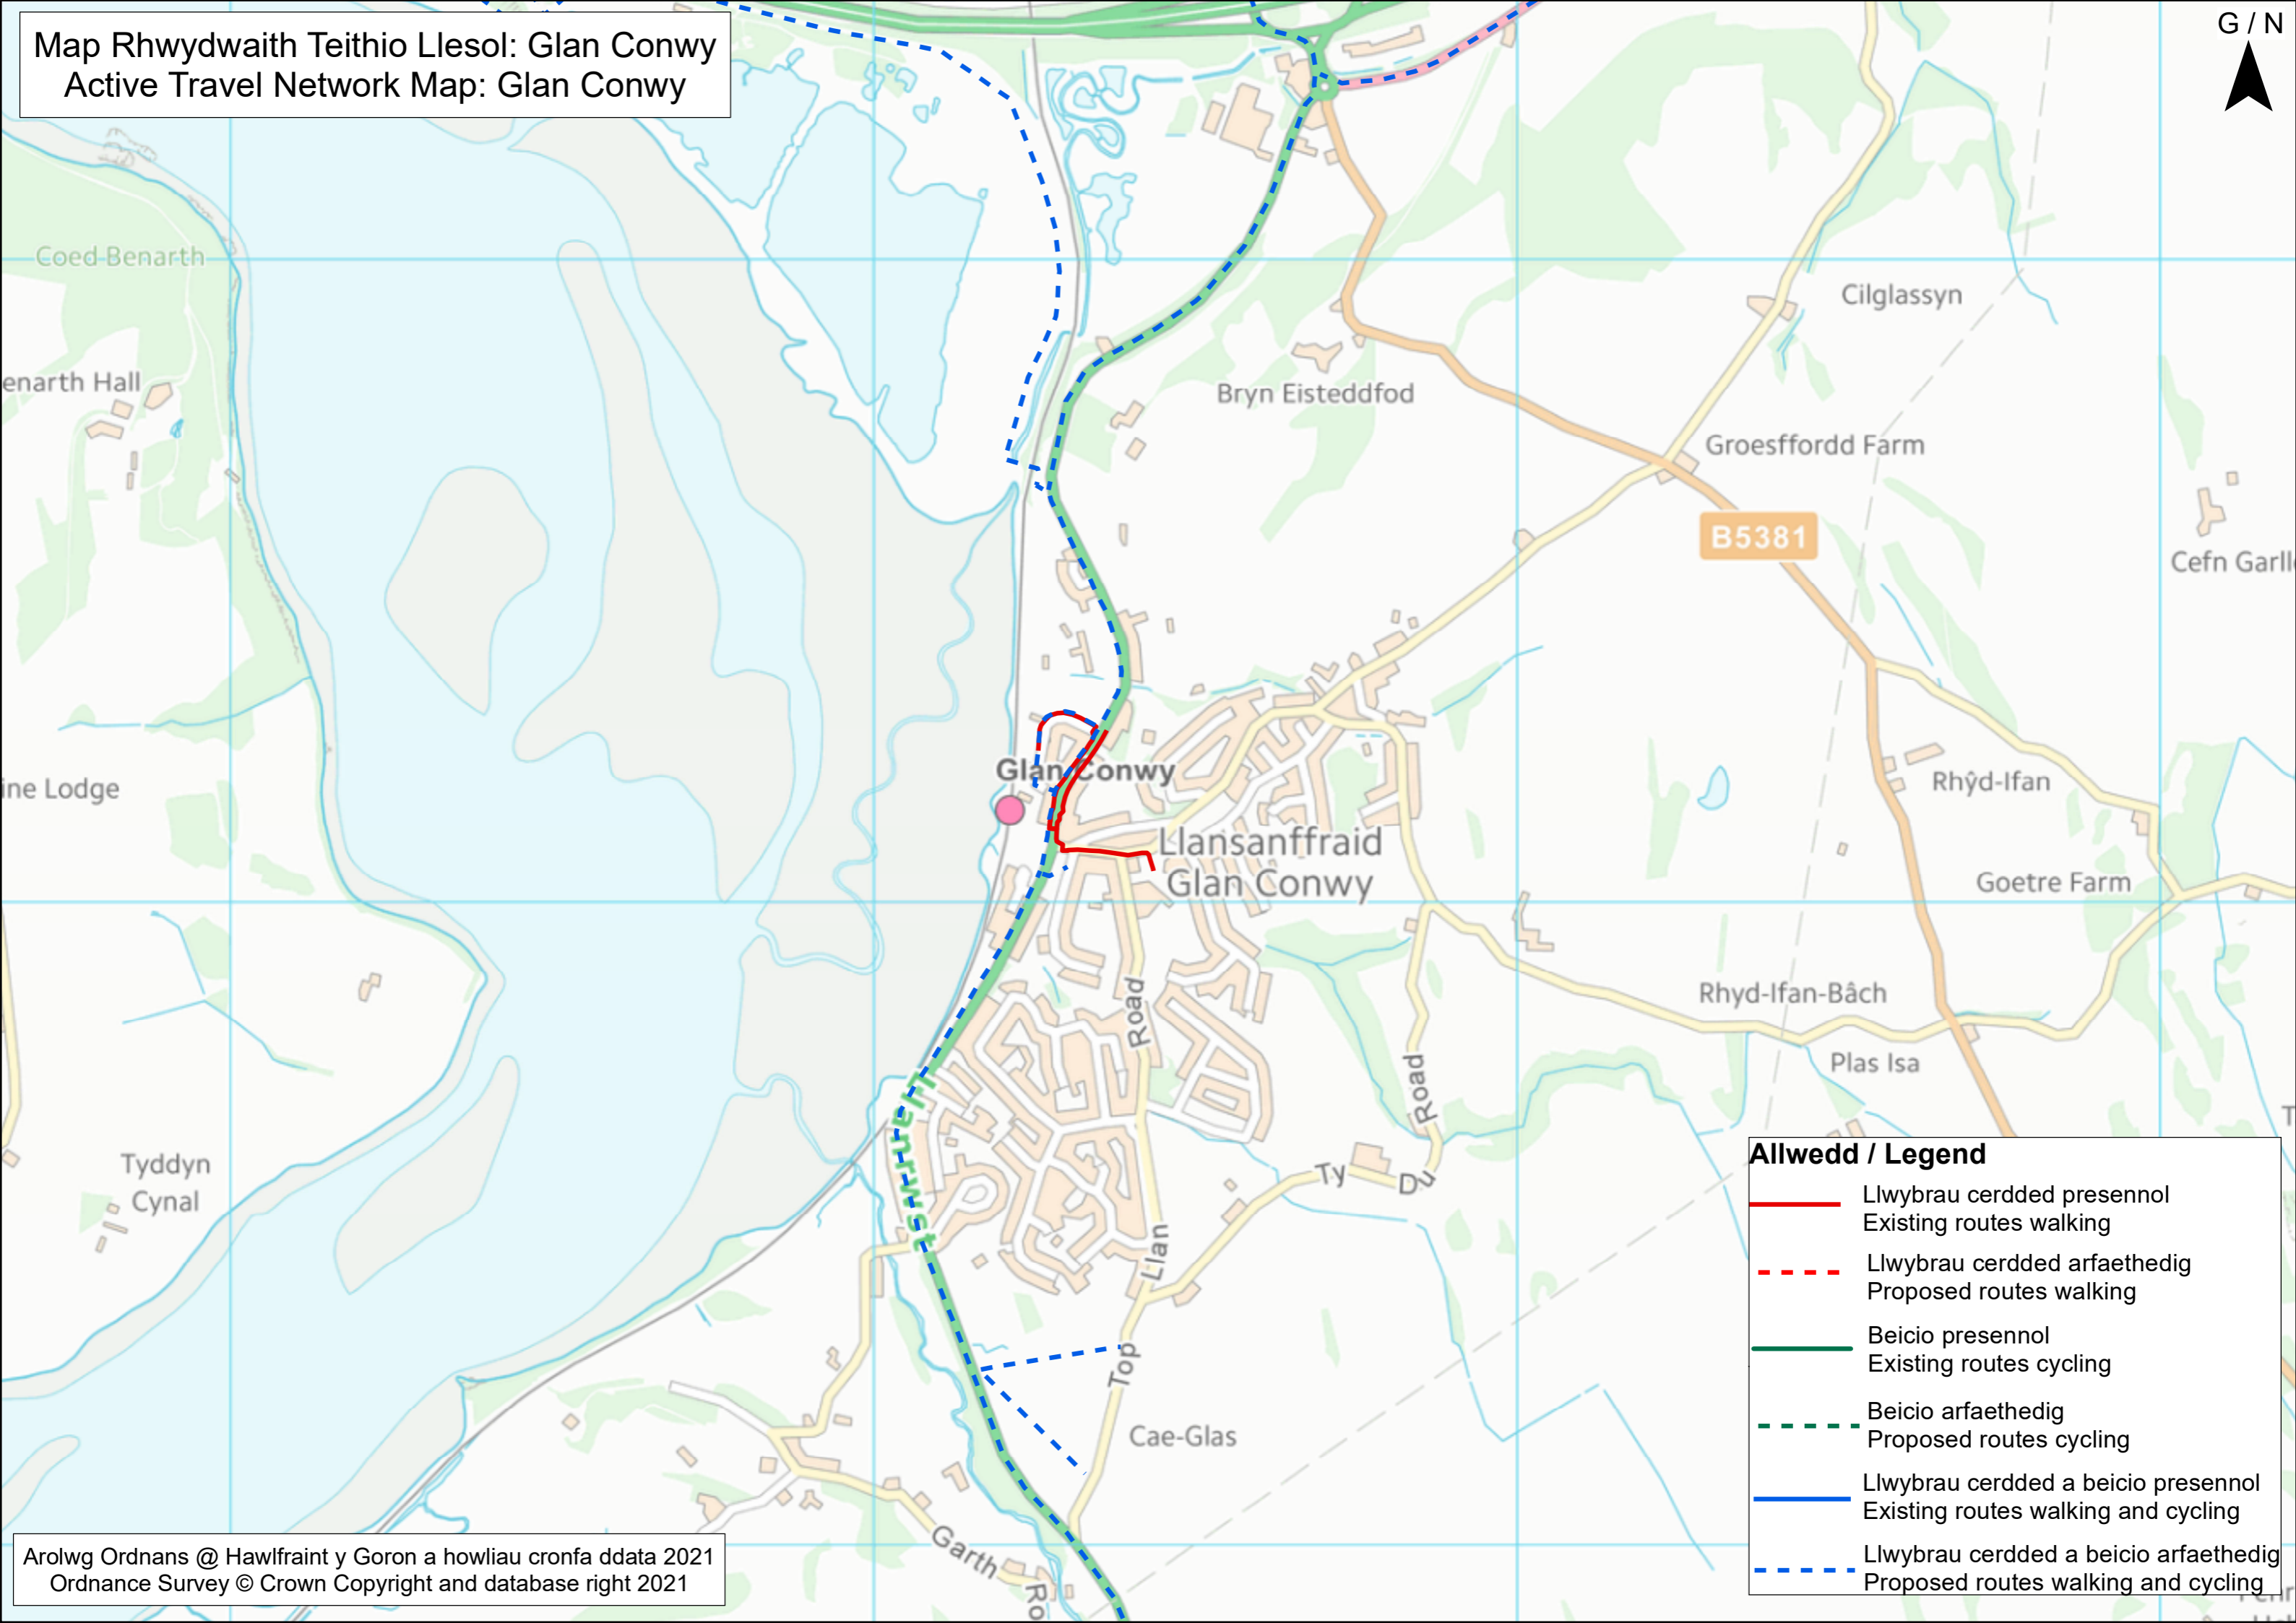 Map Rhwydwaith Teithio Llesol: Glan Conwy
Active Travel Network Map: Glan Conwy
G / N
Coed Benarth
Cilglassyn
enarth Hall
Bryn Eisteddfod
Groesffordd Farm
B5381
Cefn Garll
Glan Conwy
ine Lodge
Rhŷd-Ifan
Llansanffraid
Glan Conwy
Goetre Farm
Road
Rhyd-Ifan-Bâch
Plas Isa
Road
Llanrwst
Tyddyn
Cynal
Ty
Du
Llan
Top
Cae-Glas
Garth
Ro
Allwedd / Legend
Llwybrau cerdded presennol
Existing routes walking
Llwybrau cerdded arfaethedig
Proposed routes walking
Beicio presennol
Existing routes cycling
Beicio arfaethedig
Proposed routes cycling
Llwybrau cerdded a beicio presennol
Existing routes walking and cycling
Llwybrau cerdded a beicio arfaethedig
Proposed routes walking and cycling
Arolwg Ordnans @ Hawlfraint y Goron a howliau cronfa ddata 2021
Ordnance Survey © Crown Copyright and database right 2021